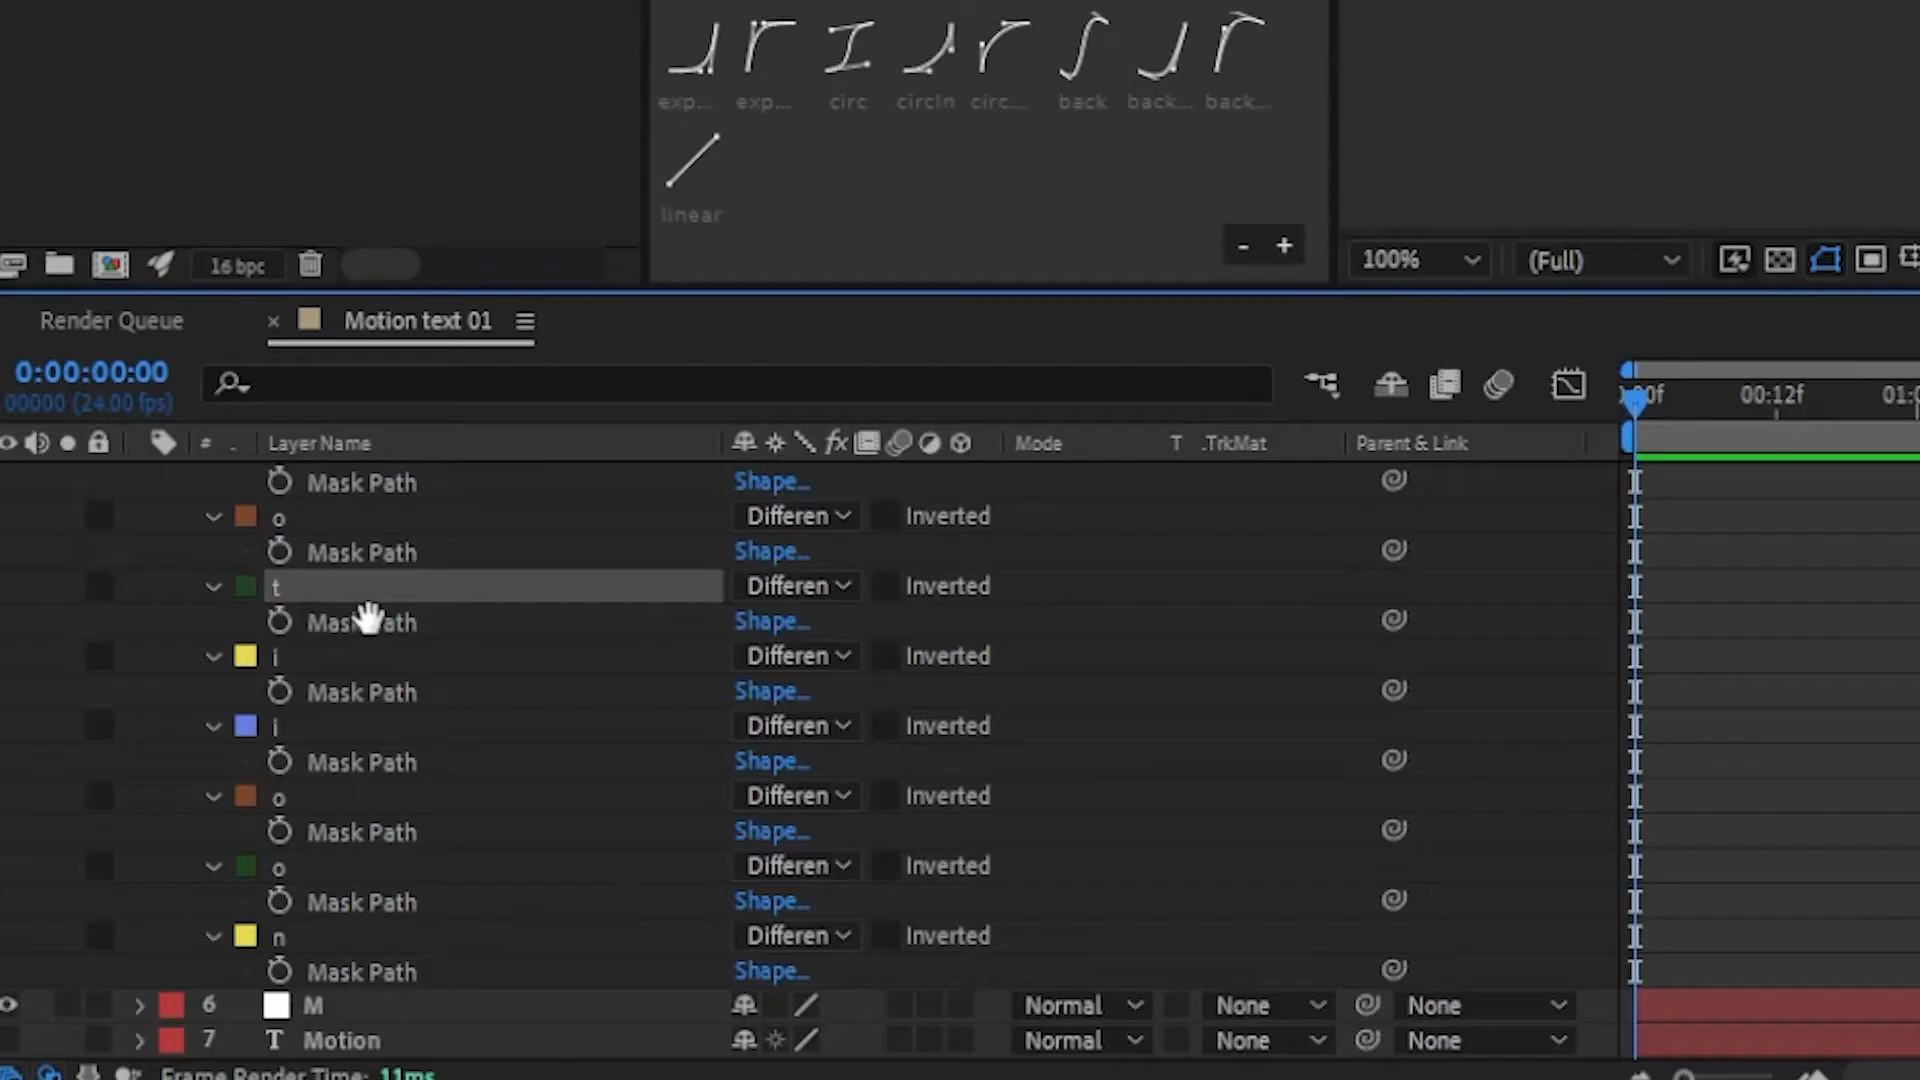 exp... exp... circ circIn circ... back back... back...
linear
- +
16 bpc
100% (Full)
Render Queue × Motion text 01
0:00:00:00
00000 (24.00 fps)
00:12f
# . Layer Name fx Mode T .TrkMat Parent & Link
Mask Path Shape...
o Differen Inverted
Mask Path Shape...
t Differen Inverted
Mask Path Shape...
i Differen Inverted
Mask Path Shape...
i Differen Inverted
Mask Path Shape...
o Differen Inverted
Mask Path Shape...
o Differen Inverted
Mask Path Shape...
n Differen Inverted
Mask Path Shape...
6 M Normal None None
7 T Motion Normal None None
Frame Render Time: 11ms